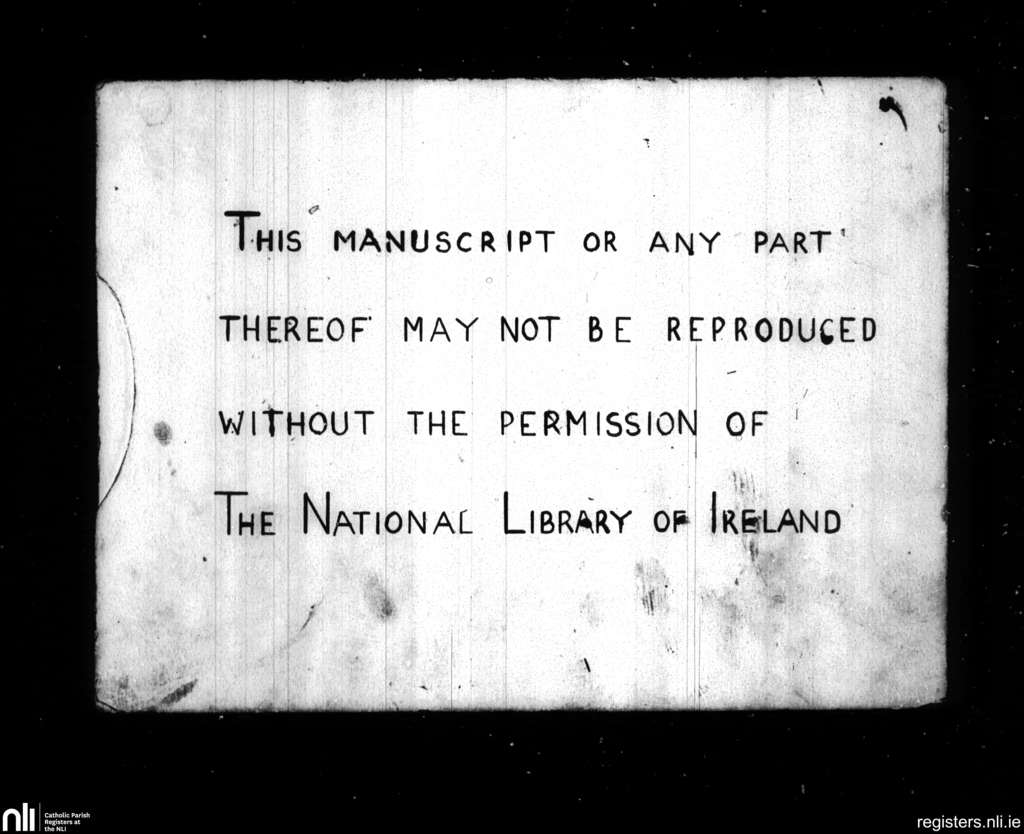 This manuscript or any part
thereof may not be reproduced
without the permission of
The National Library of Ireland
nli
Catholic Parish
Registers at
the NLI
registers.nli.ie